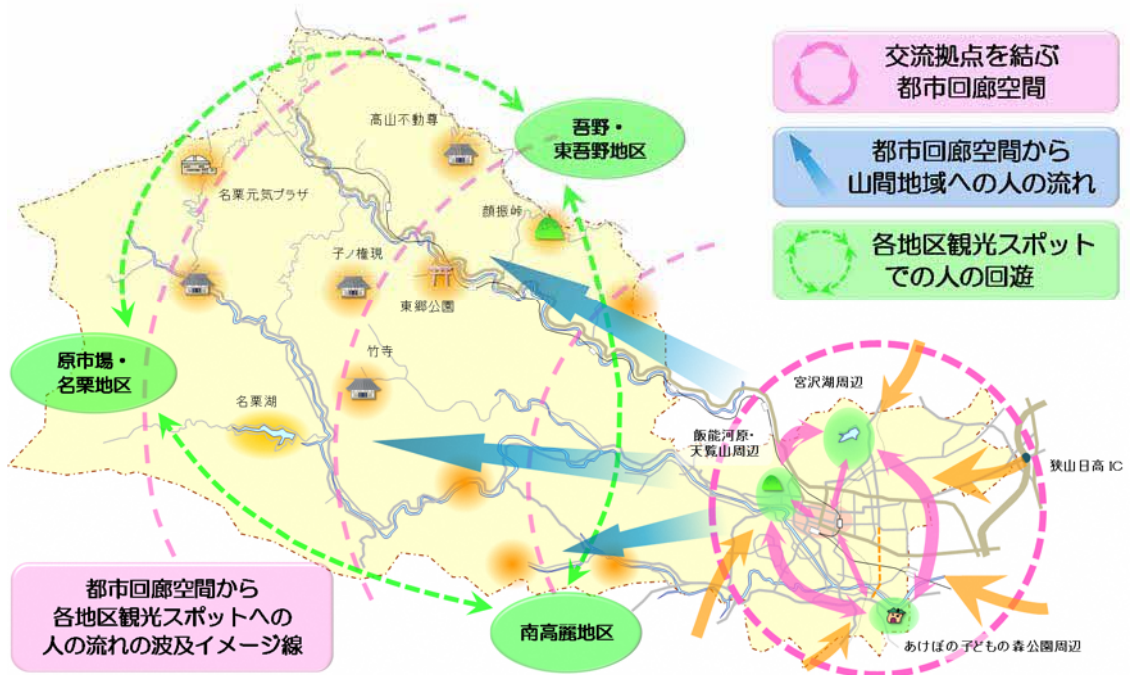 交流拠点を結ぶ
都市回廊空間
都市回廊空間から
山間地域への人の流れ
各地区観光スポット
での人の回遊
吾野・
東吾野地区
高山不動尊
名栗元気プラザ
顔振峠
子ノ権現
東郷公園
原市場・
名栗地区
竹寺
名栗湖
宮沢湖周辺
飯能河原・
天覧山周辺
狭山日高IC
都市回廊空間から
各地区観光スポットへの
人の流れの波及イメージ線
南高麗地区
あけぼの子どもの森公園周辺